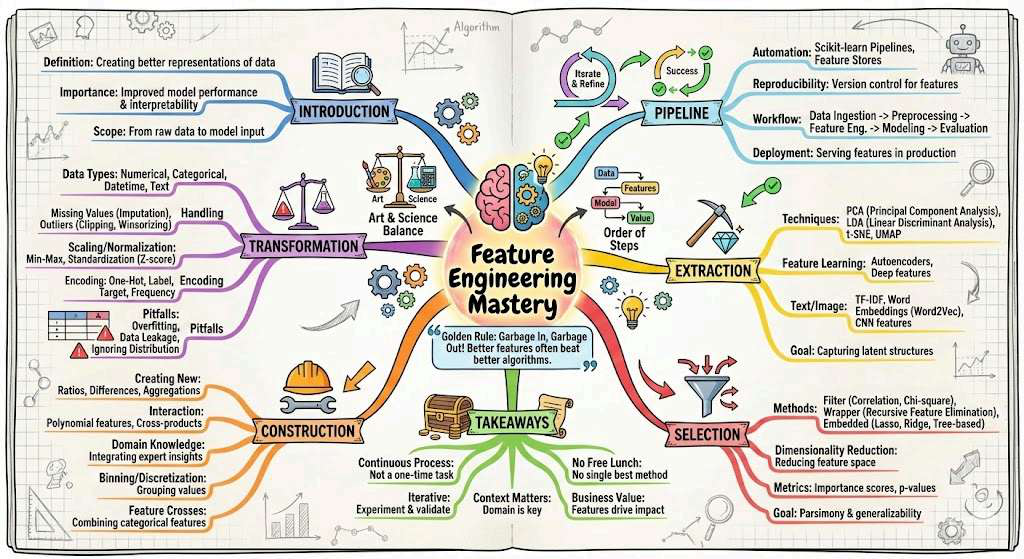 Algorithm
Definition: Creating better representations of data
Importance: Improved model performance
& interpretability
Scope: From raw data to model input
INTRODUCTION
Itsrate
& Refine
Success
PIPELINE
Automation: Scikit-learn Pipelines,
Feature Stores
Reproducibility: Version control for features
Workflow: Data Ingestion -> Preprocessing ->
Feature Eng. -> Modeling -> Evaluation
Deployment: Serving features in production
Data Types: Numerical, Categorical,
Datetime, Text
Missing Values (Imputation), Handling
Outliers (Clipping, Winsorizing)
Scaling/Normalization:
Min-Max, Standardization (Z-score)
Encoding: One-Hot, Label, Encoding
Target, Frequency
Pitfalls: Pitfalls
Overfitting,
Data Leakage,
Ignoring Distribution
TRANSFORMATION
Art
Science
Art & Science
Balance
Data
Features
Modal
Value
Order of
Steps
Feature
Engineering
Mastery
Golden Rule: Garbage In, Garbage
Out! Better features often beat
better algorithms.
EXTRACTION
Techniques: PCA (Principal Component Analysis),
LDA (Linear Discriminant Analysis),
t-SNE, UMAP
Feature Learning: Autoencoders,
Deep features
Text/Image: TF-IDF, Word
Embeddings (Word2Vec)
CNN features
Goal: Capturing latent structures
Creating New:
Ratios, Differences, Aggregations
Interaction:
Polynomial features, Cross-products
Domain Knowledge:
Integrating expert insights
Binning/Discretization:
Grouping values
Feature Crosses:
Combining categorical features
CONSTRUCTION
TAKEAWAYS
Continuous Process:
Not a one-time task
Iterative:
Experiment & validate
Context Matters:
Domain is key
No Free Lunch:
No single best method
Business Value:
Features drive impact
SELECTION
Methods: Filter (Correlation, Chi-square),
Wrapper (Recursive Feature Elimination),
Embedded (Lasso, Ridge, Tree-based)
Dimensionality Reduction:
Reducing feature space
Metrics: Importance scores, p-values
Goal: Parsimony & generalizability